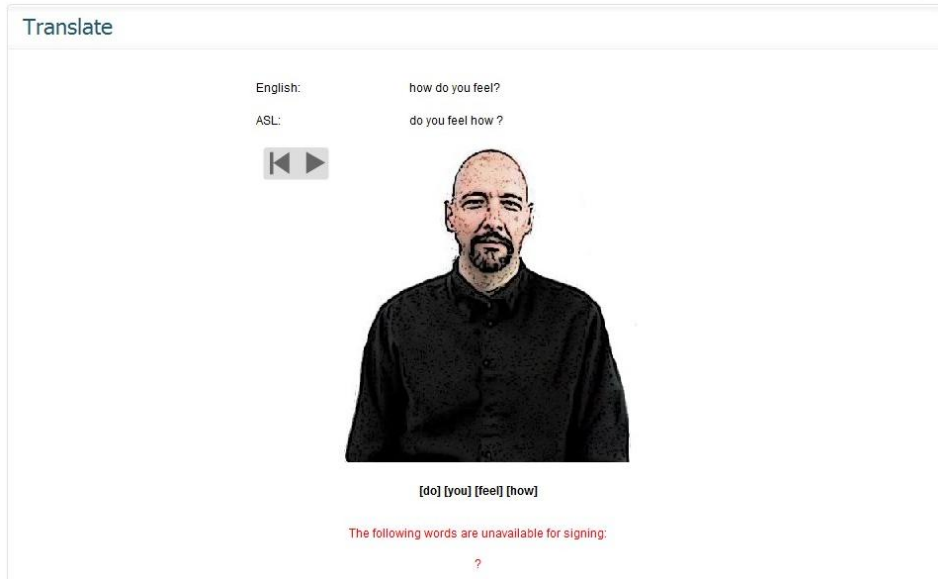 Translate
English: how do you feel?
ASL: do you feel how ?
[do] [you] [feel] [how]
The following words are unavailable for signing:
?